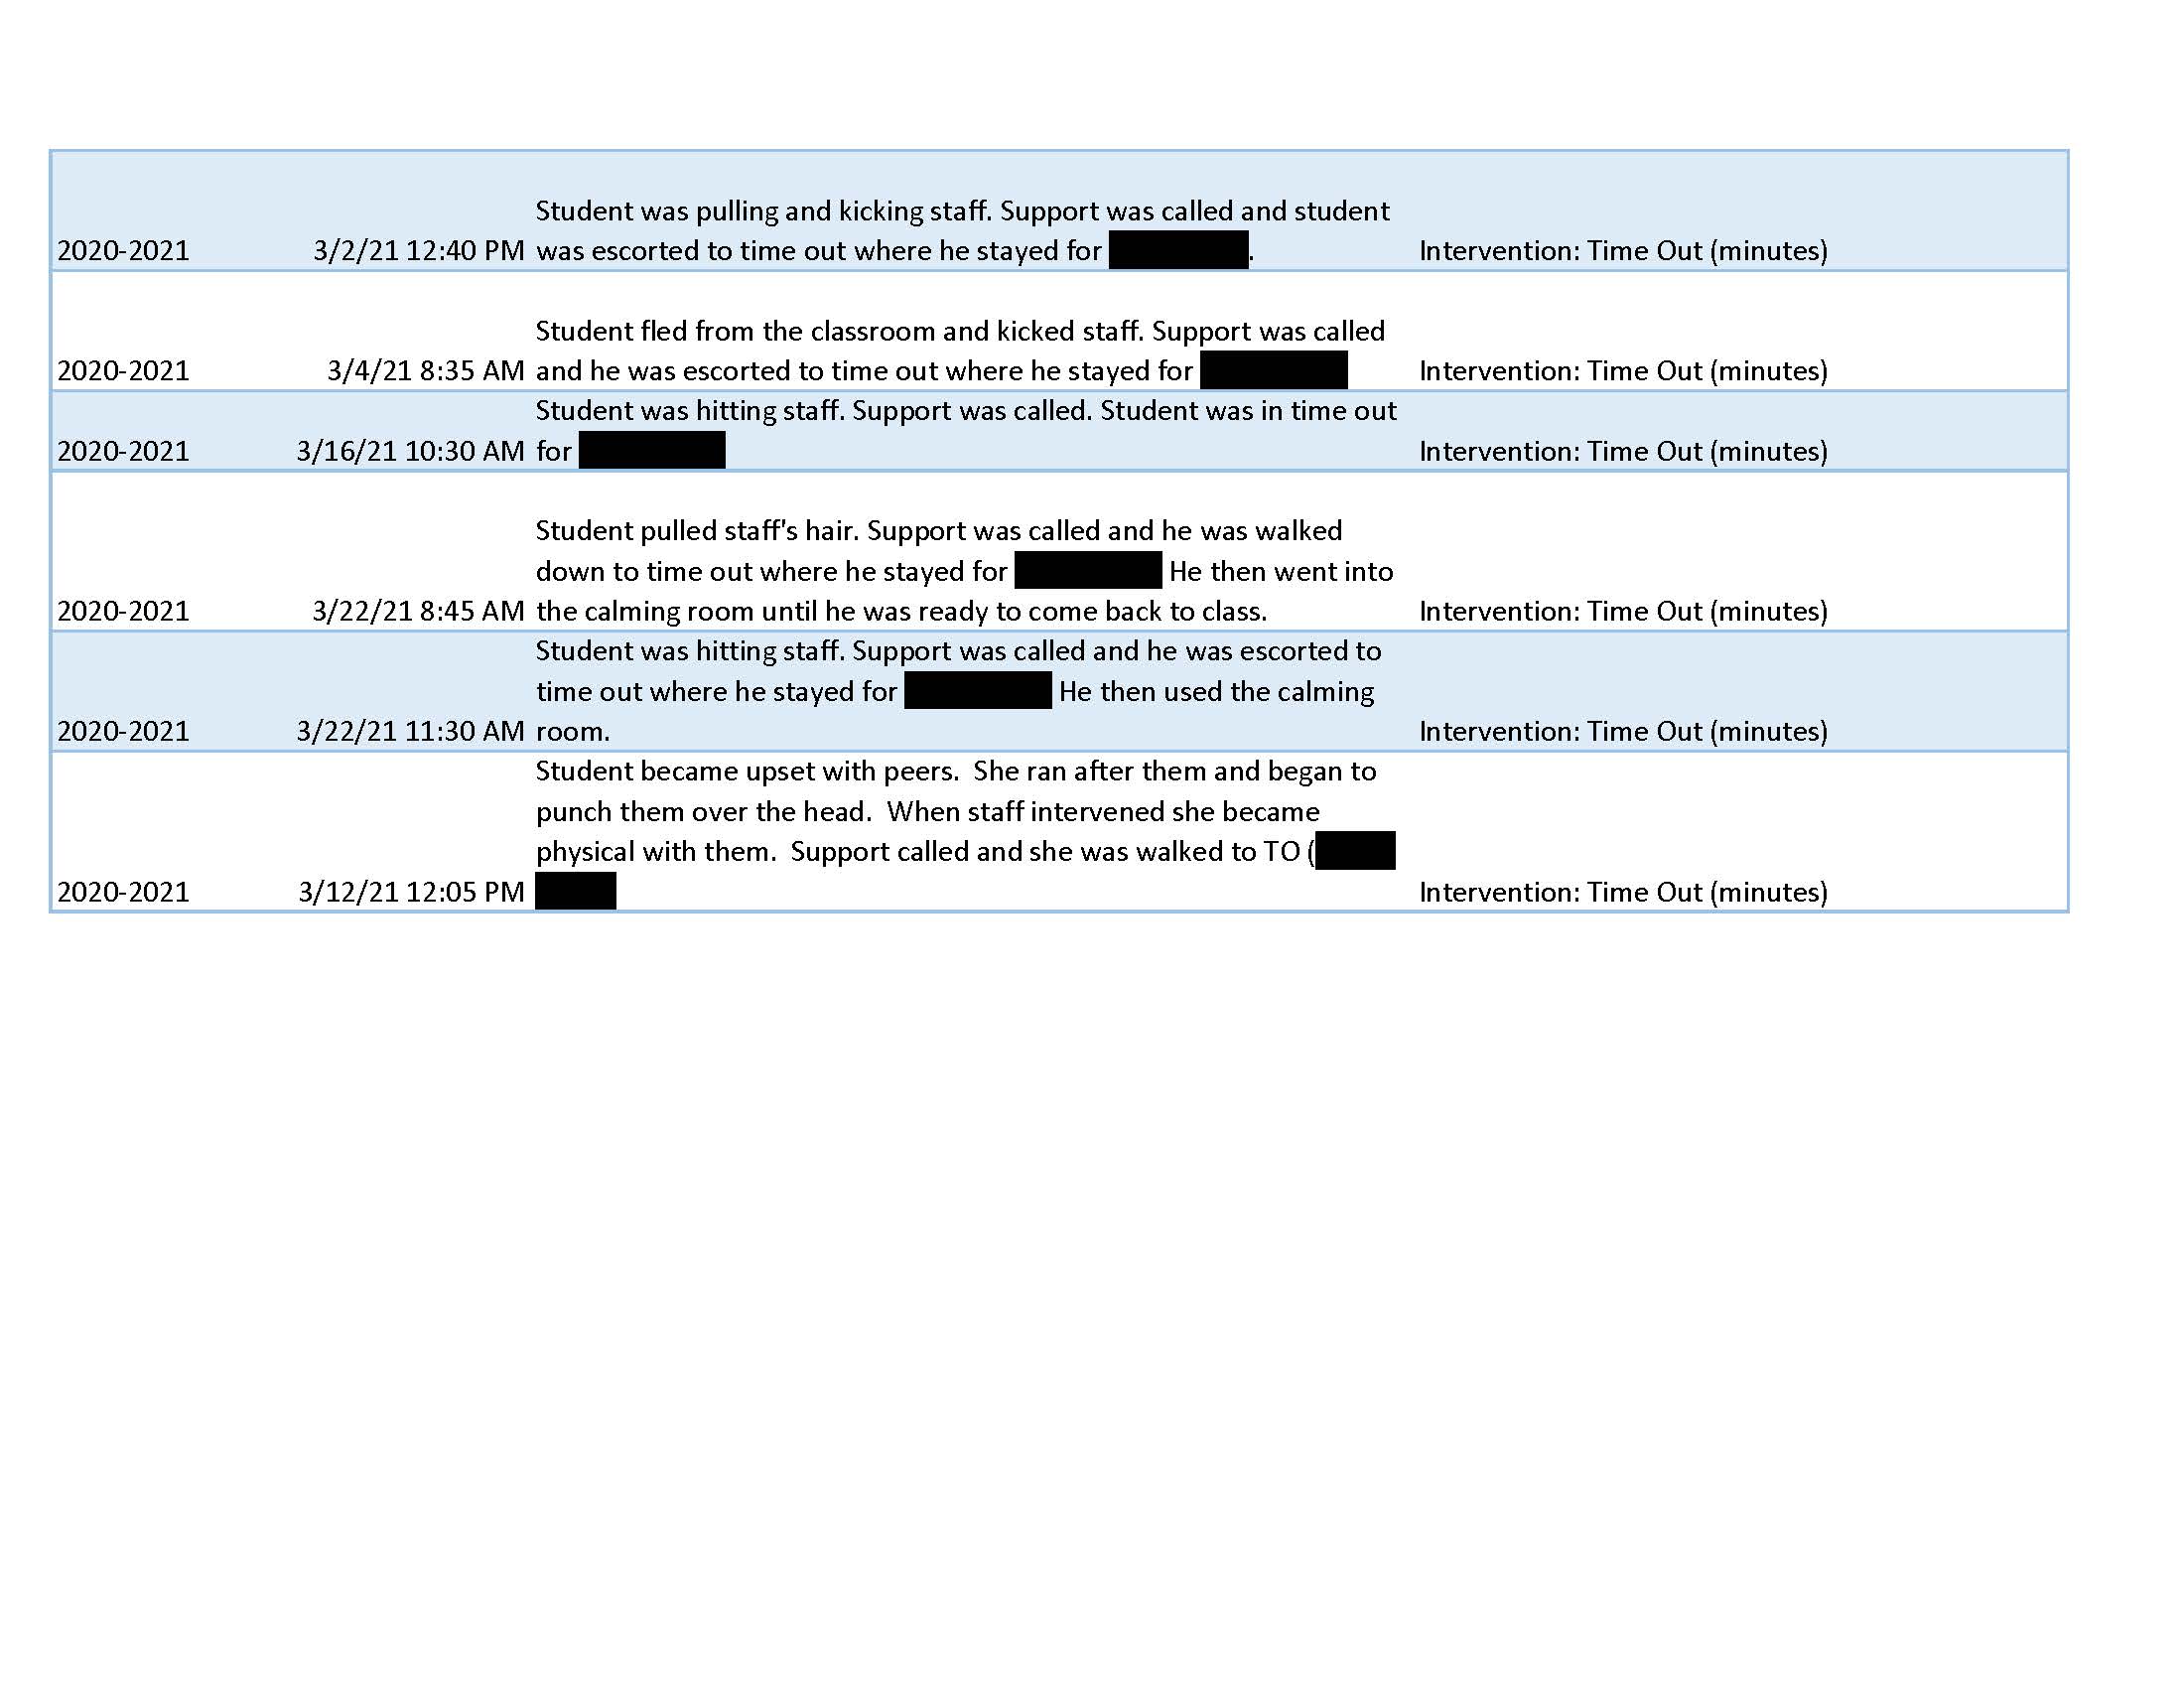 Student was pulling and kicking staff. Support was called and student
2020-2021 3/2/21 12:40 PM was escorted to time out where he stayed for . Intervention: Time Out (minutes)
Student fled from the classroom and kicked staff. Support was called
2020-2021 3/4/21 8:35 AM and he was escorted to time out where he stayed for Intervention: Time Out (minutes)
Student was hitting staff. Support was called. Student was in time out
2020-2021 3/16/21 10:30 AM for Intervention: Time Out (minutes)
Student pulled staff's hair. Support was called and he was walked
down to time out where he stayed for He then went into
2020-2021 3/22/21 8:45 AM the calming room until he was ready to come back to class. Intervention: Time Out (minutes)
Student was hitting staff. Support was called and he was escorted to
time out where he stayed for He then used the calming
2020-2021 3/22/21 11:30 AM room. Intervention: Time Out (minutes)
Student became upset with peers.  She ran after them and began to
punch them over the head.  When staff intervened she became
physical with them.  Support called and she was walked to TO (
2020-2021 3/12/21 12:05 PM Intervention: Time Out (minutes)